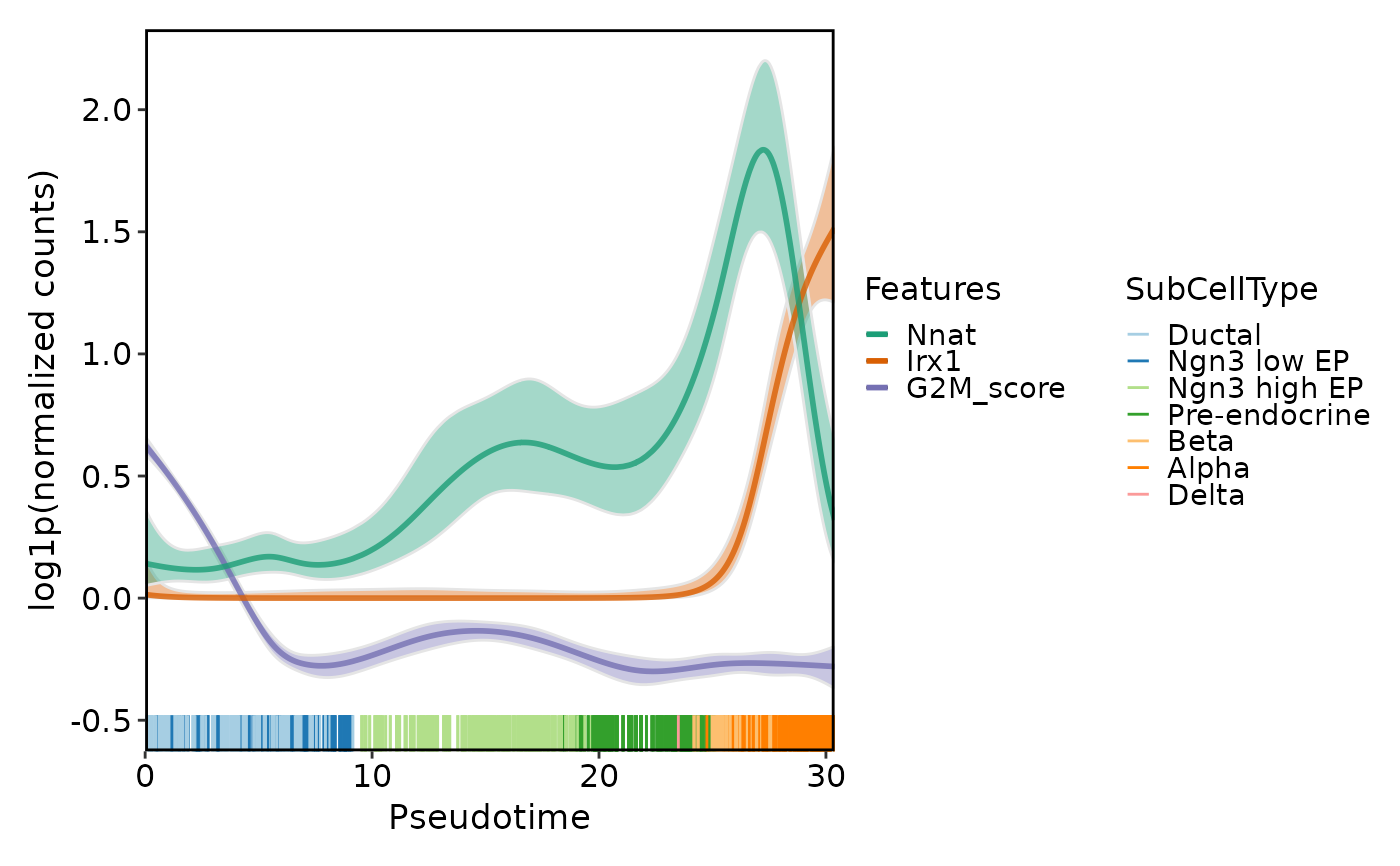 log1p(normalized counts)
2.0
1.5
1.0
0.5
0.0
-0.5
0
10
20
30
Pseudotime
Features
Nnat
Irx1
G2M_score
SubCellType
Ductal
Ngn3 low EP
Ngn3 high EP
Pre-endocrine
Beta
Alpha
Delta